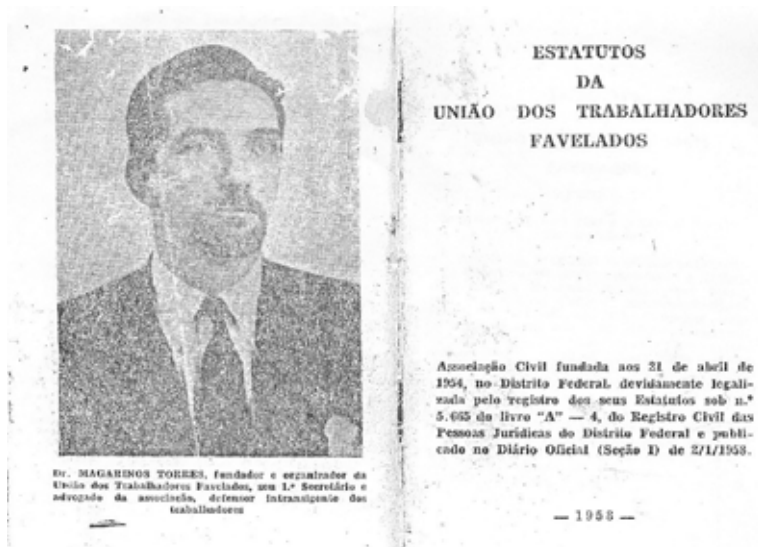 Dr. MAGARINOS TORRES, fundador e organizador da
União dos Trabalhadores Favelados, seu 1.º Secretário e
advogado da associação, defensor intransigente dos
trabalhadores
ESTATUTOS
DA
UNIÃO DOS TRABALHADORES
FAVELADOS
Associação Civil fundada aos 21 de abril de
1954, no Distrito Federal, devidamente legali-
zada pelo registro dos seus Estatutos sob n.º
5.665 do livro "A" — 4, do Registro Civil das
Pessoas Jurídicas do Distrito Federal e publi-
cado no Diário Oficial (Seção I) de 2/1/1958.
— 1958 —